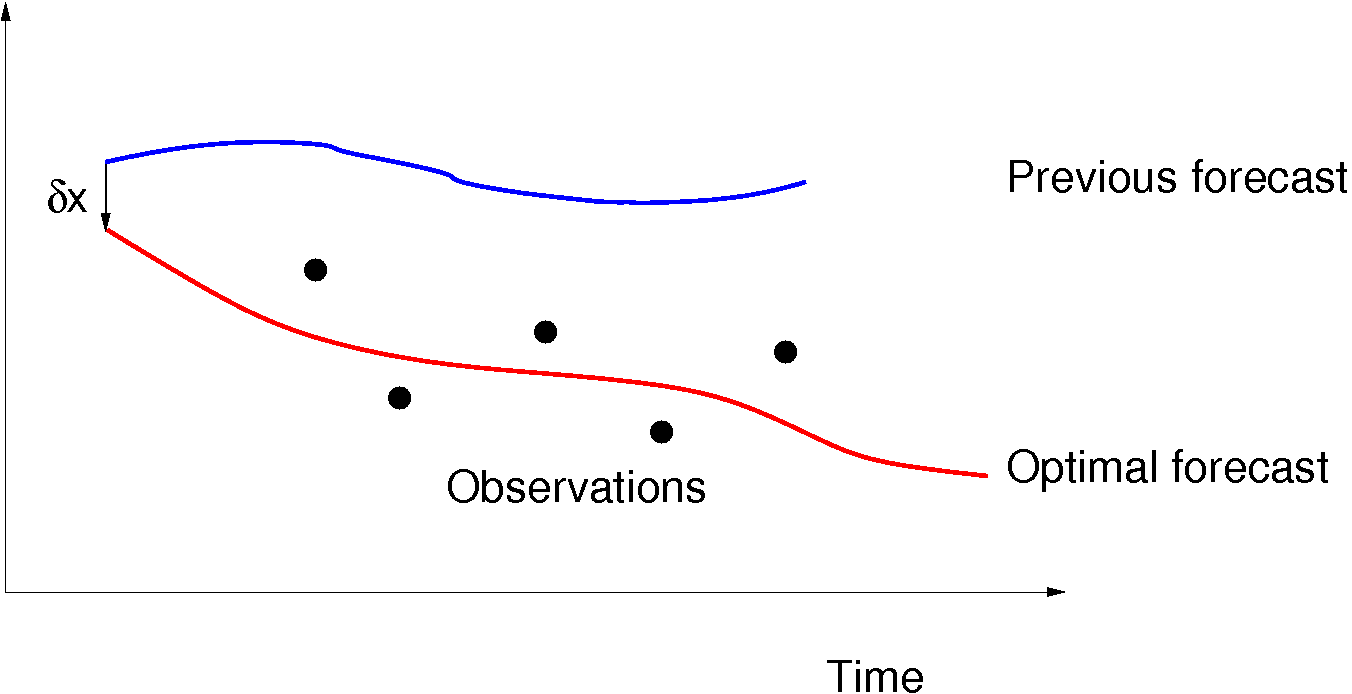 Previous forecast
δx
Optimal forecast
Observations
Time